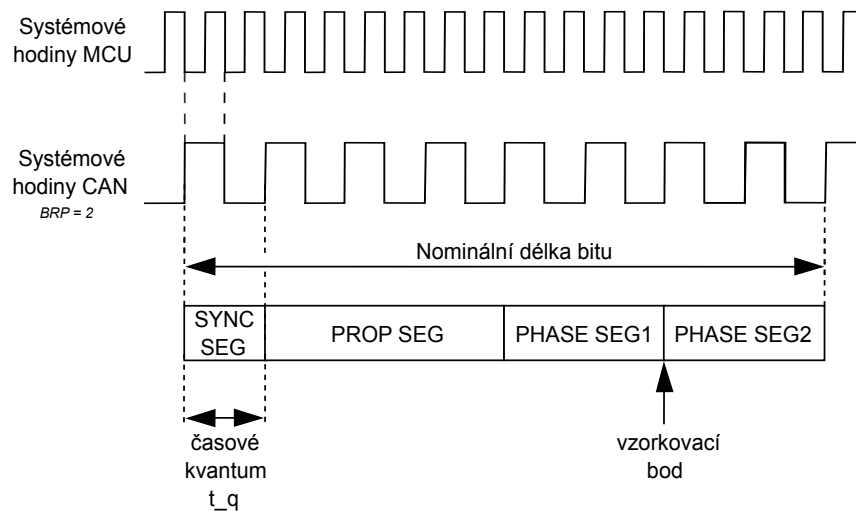 Systémové
hodiny MCU
Systémové
hodiny CAN
BRP = 2
Nominální délka bitu
SYNC
SEG
PROP SEG
PHASE SEG1
PHASE SEG2
časové
kvantum
t_q
vzorkovací
bod